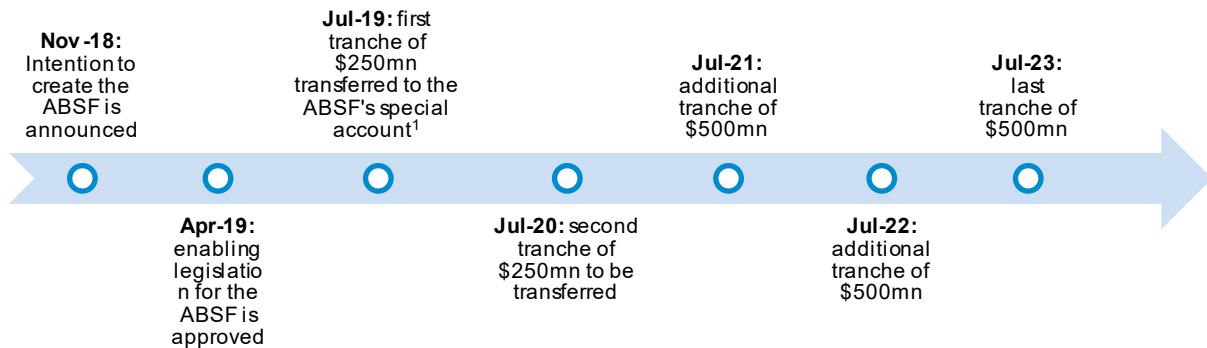 Nov-18:
Intention to
create the
ABSF is
announced
Apr-19:
enabling
legislatio
n for the
ABSF is
approved
Jul-19: first
tranche of
$250mn
transferred to the
ABSF's special
account1
Jul-20: second
tranche of
$250mn to be
transferred
Jul-21:
additional
tranche of
$500mn
Jul-22:
additional
tranche of
$500mn
Jul-23:
last
tranche of
$500mn